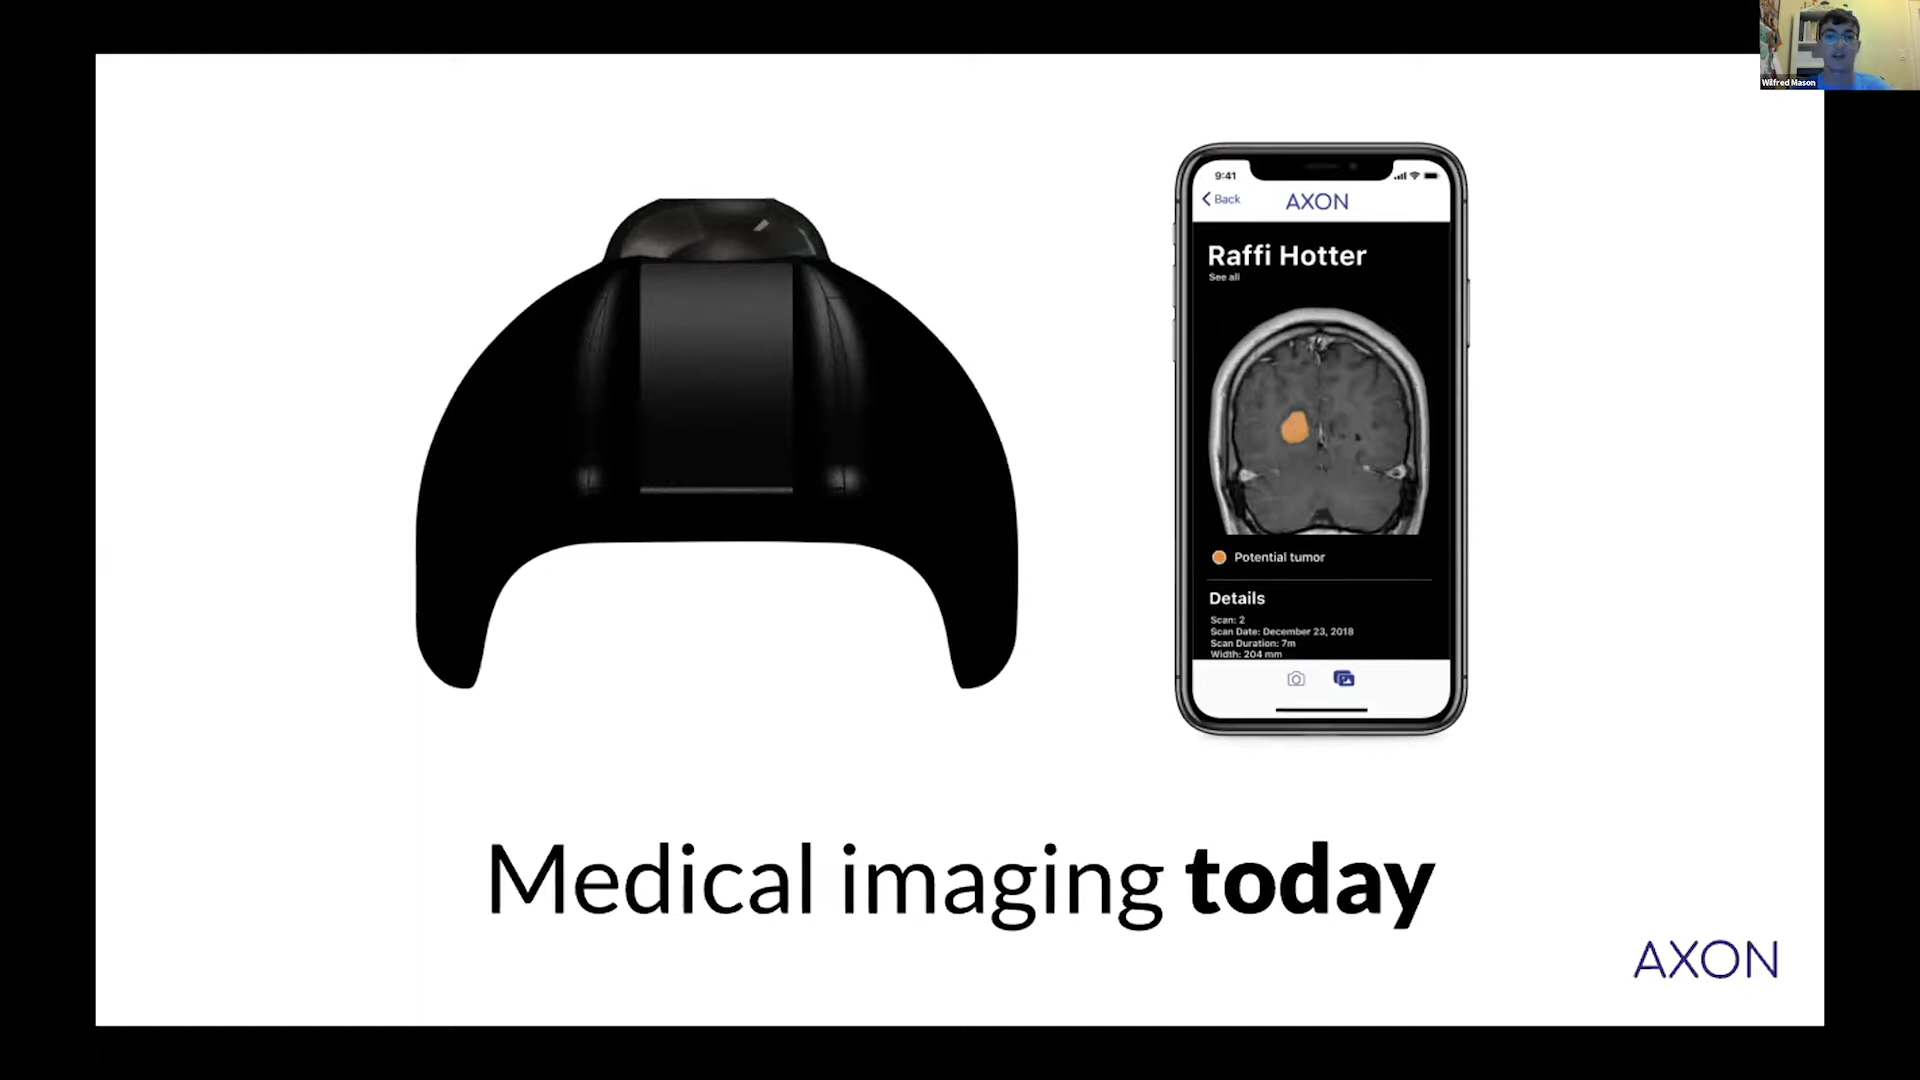 Wilfred Mason
9:41
Back
AXON
Raffi Hotter
See all
Potential tumor
Details
Scan: 2
Scan Date: December 23, 2018
Scan Duration: 7m
Width: 204 mm
Medical imaging today
AXON